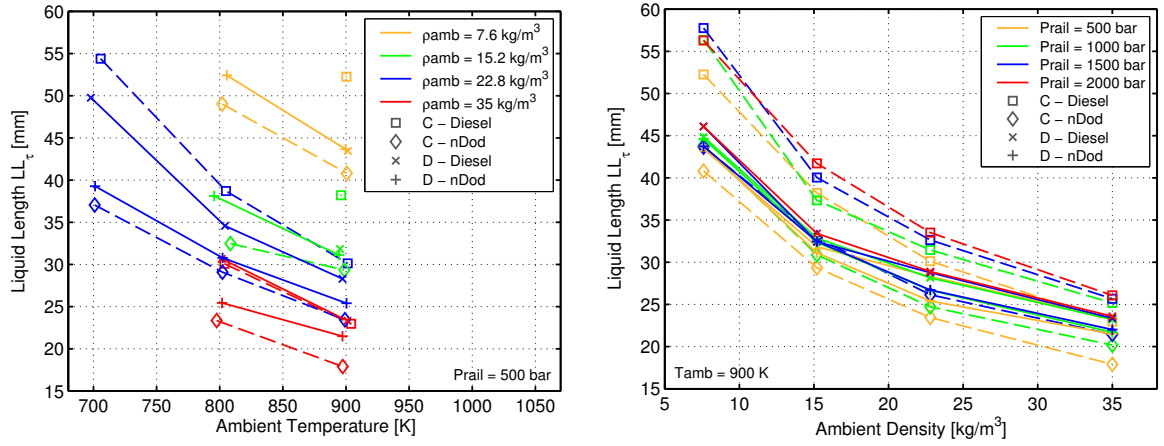 60
55
50
45
40
35
30
25
20
15
Liquid Length LLτ [mm]
700 750 800 850 900 950 1000 1050
Ambient Temperature [K]
ρamb = 7.6 kg/m³
ρamb = 15.2 kg/m³
ρamb = 22.8 kg/m³
ρamb = 35 kg/m³
C − Diesel
C − nDod
D − Diesel
D − nDod
Prail = 500 bar
60
55
50
45
40
35
30
25
20
15
Liquid Length LLτ [mm]
5 10 15 20 25 30 35
Ambient Density [kg/m³]
Prail = 500 bar
Prail = 1000 bar
Prail = 1500 bar
Prail = 2000 bar
C − Diesel
C − nDod
D − Diesel
D − nDod
Tamb = 900 K